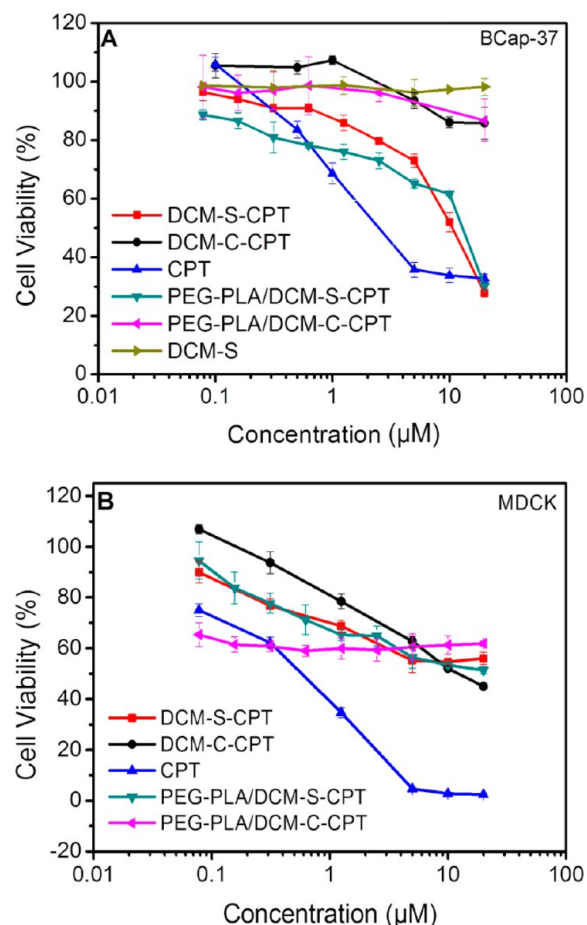 A
BCap-37
120
100
80
60
40
20
0
Cell Viability (%)
DCM-S-CPT
DCM-C-CPT
CPT
PEG-PLA/DCM-S-CPT
PEG-PLA/DCM-C-CPT
DCM-S
0.01 0.1 1 10 100
Concentration (μM)
B
MDCK
120
100
80
60
40
20
0
-20
Cell Viability (%)
DCM-S-CPT
DCM-C-CPT
CPT
PEG-PLA/DCM-S-CPT
PEG-PLA/DCM-C-CPT
0.01 0.1 1 10 100
Concentration (μM)